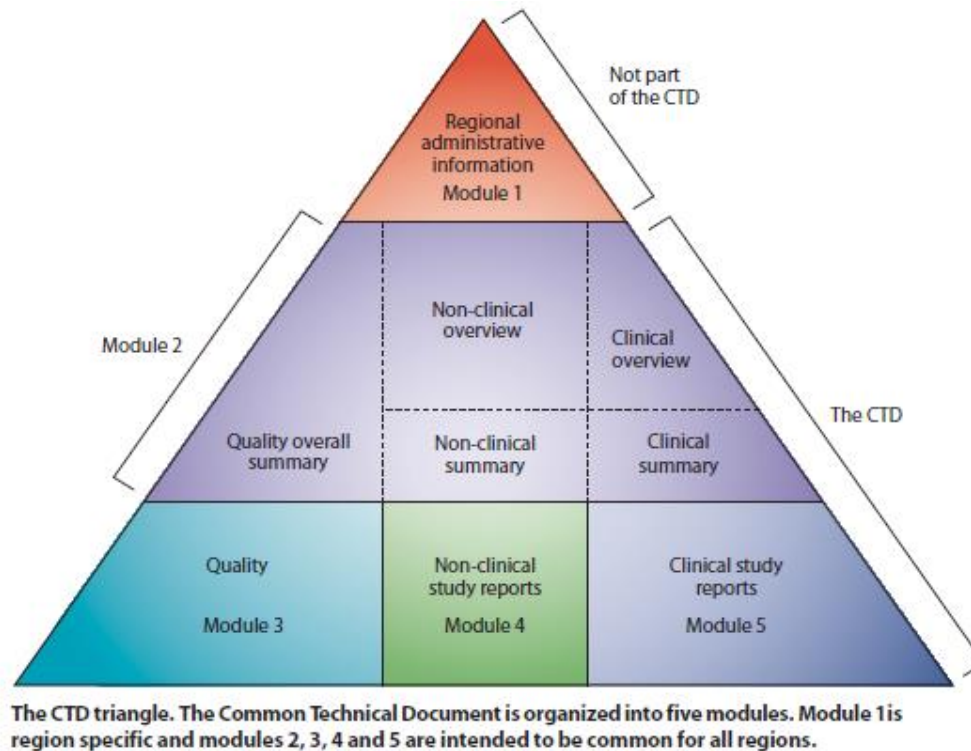 Not part
of the CTD
Regional
administrative
information
Module 1
Module 2
Non-clinical
overview
Clinical
overview
The CTD
Quality overall
summary
Non-clinical
summary
Clinical
summary
Quality
Module 3
Non-clinical
study reports
Module 4
Clinical study
reports
Module 5
The CTD triangle. The Common Technical Document is organized into five modules. Module 1 is
region specific and modules 2, 3, 4 and 5 are intended to be common for all regions.